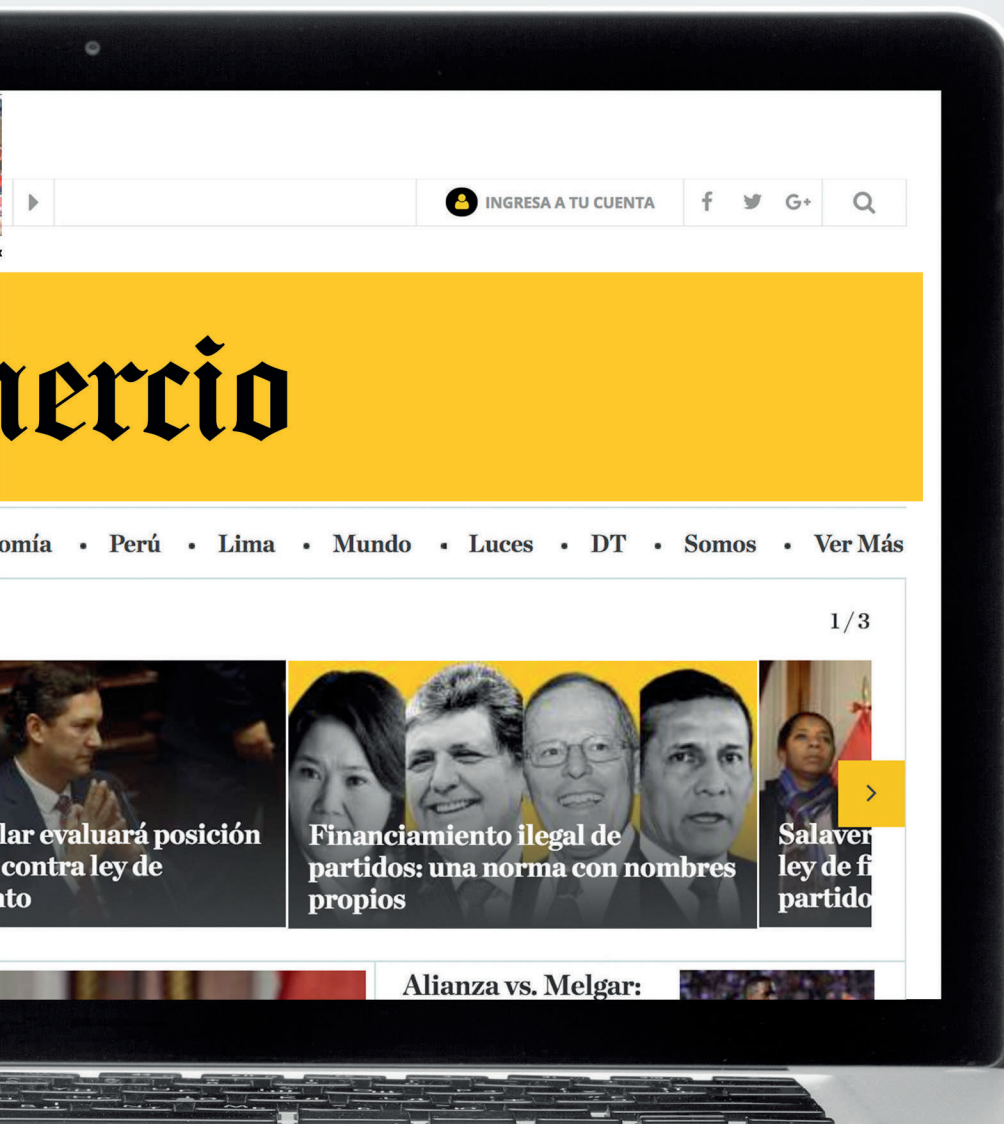 INGRESA A TU CUENTA
f G+
mercio
omía • Perú • Lima • Mundo • Luces • DT • Somos • Ver Más
1/3
lar evaluará posición
contra ley de
nto
Financiamiento ilegal de
partidos: una norma con nombres
propios
Salaver
ley de fi
partido
Alianza vs. Melgar: